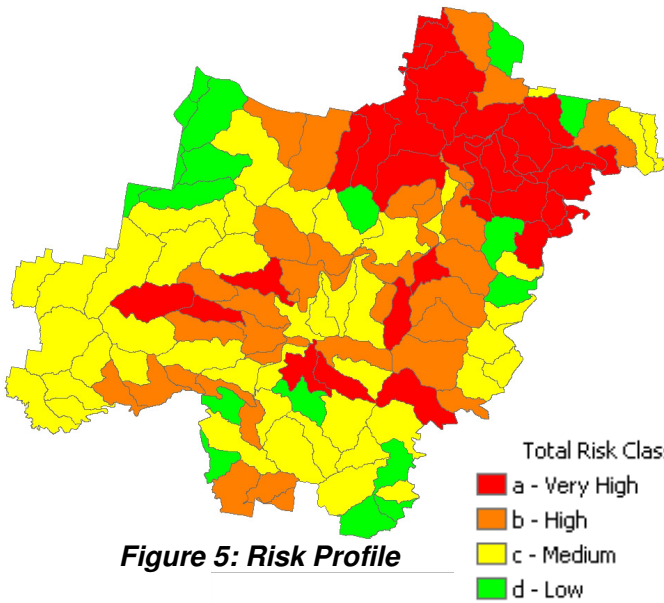 Total Risk Clas
a - Very High
b - High
c - Medium
d - Low
Figure 5: Risk Profile